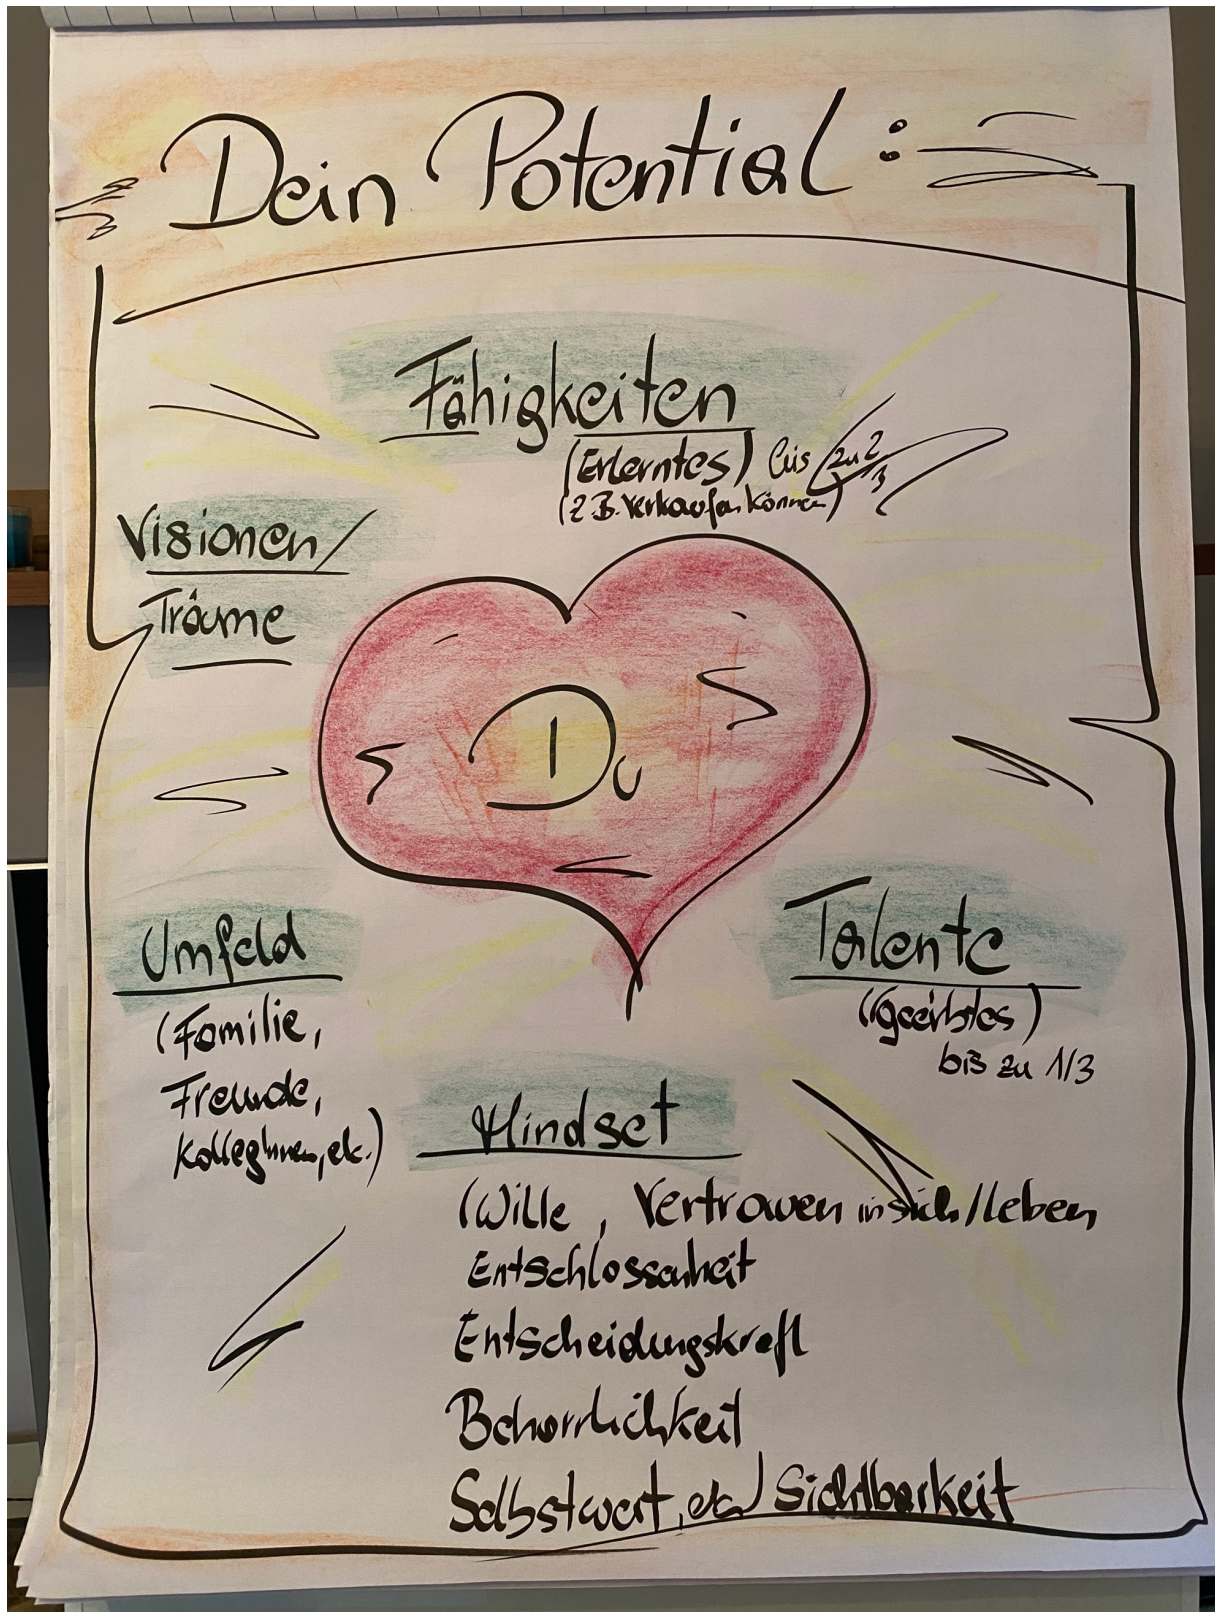 Dein Potential :
Fähigkeiten
(Erlerntes) bis zu 2/3
(z.B. Verkaufen können)
Visionen/
Träume
Du
Umfeld
(Familie,
Freunde,
KollegInnen, etc.)
Talente
(geerbtes)
bis zu 1/3
Mindset
(Wille, Vertrauen in sich/leben
Entschlossenheit
Entscheidungskraft
Beharrlichkeit
Selbstwert, etc) Sichtbarkeit